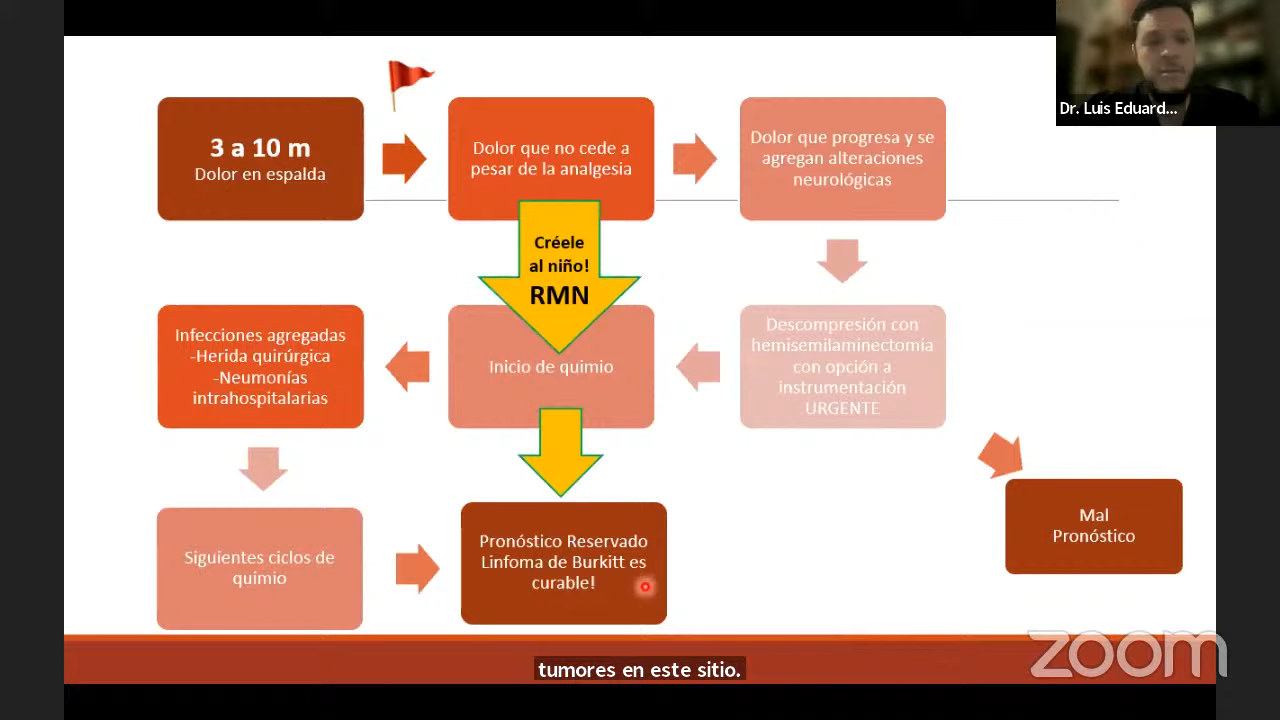 3 a 10 m
Dolor en espalda
Dolor que no cede a
pesar de la analgesia
Dolor que progresa y se
agregan alteraciones
neurológicas
Dr. Luis Eduard...
Créele
al niño!
RMN
Infecciones agregadas
-Herida quirúrgica
-Neumonías
intrahospitalarias
Inicio de quimio
Descompresión con
hemisemilaminectomia
con opción a
instrumentación
URGENTE
Siguientes ciclos de
quimio
Pronóstico Reservado
Linfoma de Burkitt es
curable!
Mal
Pronóstico
zoom
tumores en este sitio.